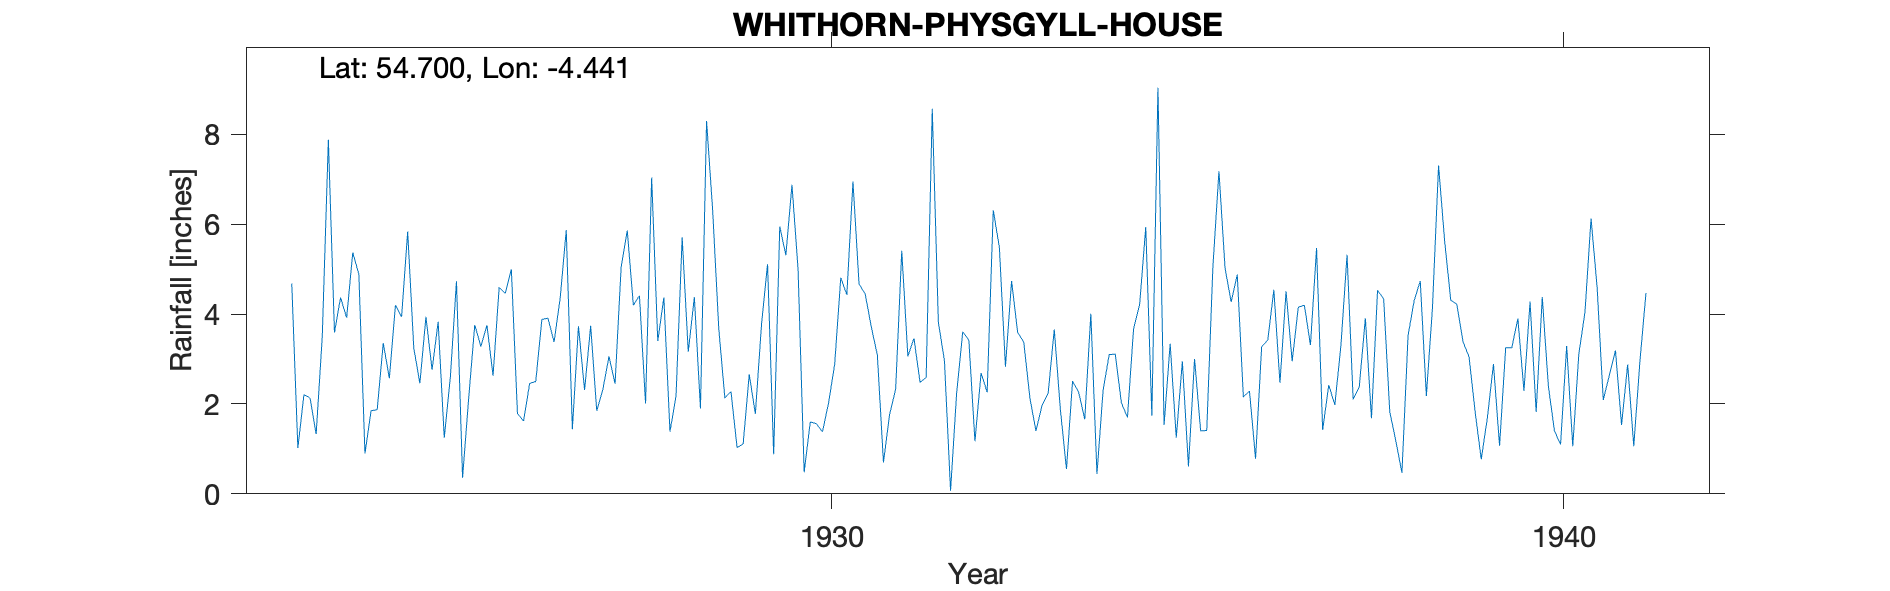 WHITHORN-PHYSGYLL-HOUSE
Lat: 54.700, Lon: -4.441
8
6
4
2
0
Rainfall [inches]
1930
1940
Year